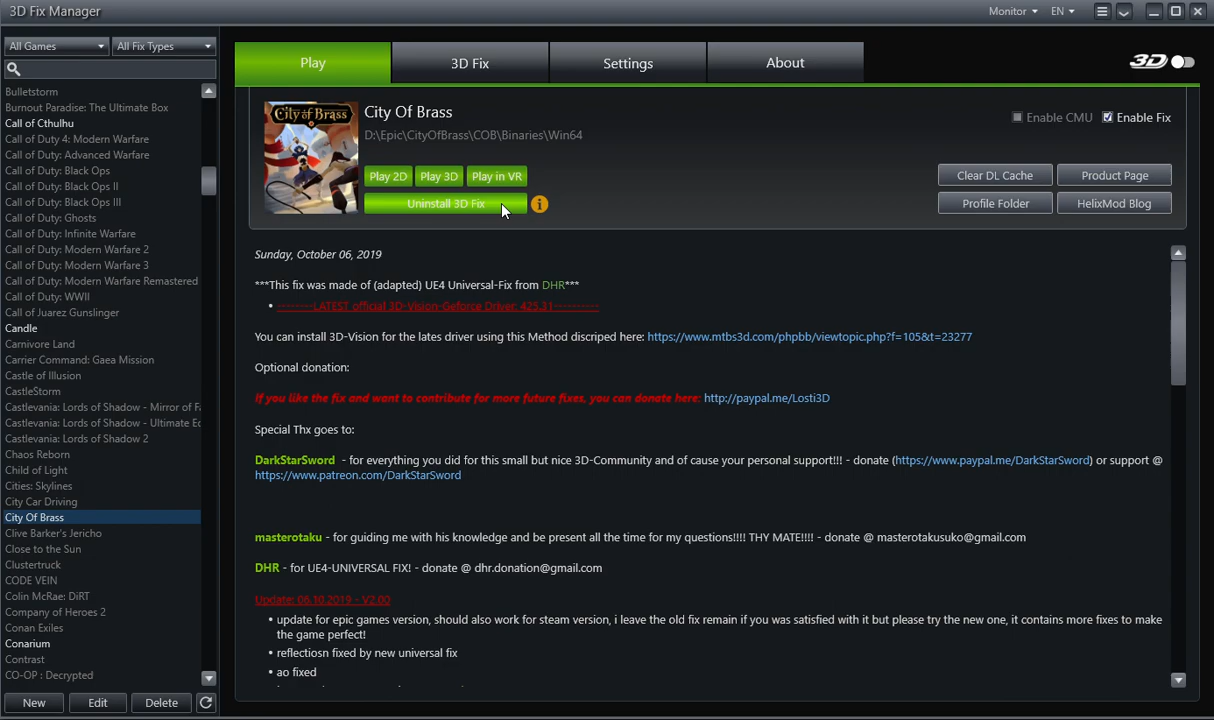 3D Fix Manager
Monitor
EN
All Games
All Fix Types
Bulletstorm
Burnout Paradise: The Ultimate Box
Call of Cthulhu
Call of Duty 4: Modern Warfare
Call of Duty: Advanced Warfare
Call of Duty: Black Ops
Call of Duty: Black Ops II
Call of Duty: Black Ops III
Call of Duty: Ghosts
Call of Duty: Infinite Warfare
Call of Duty: Modern Warfare 2
Call of Duty: Modern Warfare 3
Call of Duty: Modern Warfare Remastered
Call of Duty: WWII
Call of Juarez Gunslinger
Candle
Carnivore Land
Carrier Command: Gaea Mission
Castle of Illusion
CastleStorm
Castlevania: Lords of Shadow - Mirror of F
Castlevania: Lords of Shadow - Ultimate Ed
Castlevania: Lords of Shadow 2
Chaos Reborn
Child of Light
Cities: Skylines
City Car Driving
City Of Brass
Clive Barker's Jericho
Close to the Sun
Clustertruck
CODE VEIN
Colin McRae: DiRT
Company of Heroes 2
Conan Exiles
Conarium
Contrast
CO-OP : Decrypted
New
Edit
Delete
Play
3D Fix
Settings
About
3D
City of Brass
City Of Brass
D:\Epic\CityOfBrass\COB\Binaries\Win64
Enable CMU
Enable Fix
Play 2D
Play 3D
Play in VR
Uninstall 3D Fix
Clear DL Cache
Product Page
Profile Folder
HelixMod Blog
Sunday, October 06, 2019
***This fix was made of (adapted) UE4 Universal-Fix from DHR***
• ---------LATEST official 3D-Vision-Geforce Driver: 425.31-----------
You can install 3D-Vision for the lates driver using this Method discriped here: https://www.mtbs3d.com/phpbb/viewtopic.php?f=105&t=23277
Optional donation:
If you like the fix and want to contribute for more future fixes, you can donate here: http://paypal.me/Losti3D
Special Thx goes to:
DarkStarSword - for everything you did for this small but nice 3D-Community and of cause your personal support!!! - donate (https://www.paypal.me/DarkStarSword) or support @
https://www.patreon.com/DarkStarSword
masterotaku - for guiding me with his knowledge and be present all the time for my questions!!!! THY MATE!!!! - donate @ masterotakusuko@gmail.com
DHR - for UE4-UNIVERSAL FIX! - donate @ dhr.donation@gmail.com
Update: 06.10.2019 - V2.00
• update for epic games version, should also work for steam version, i leave the old fix remain if you was satisfied with it but please try the new one, it contains more fixes to make
the game perfect!
• reflectiosn fixed by new universal fix
• ao fixed